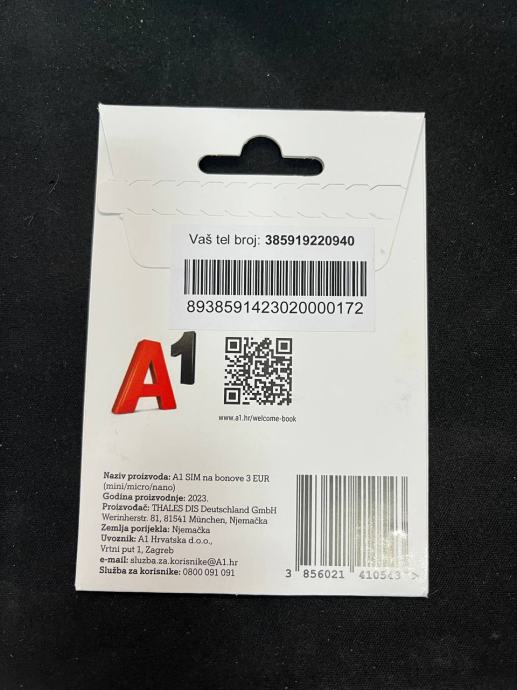 Vaš tel broj: 385919220940
8938591423020000172
A1
www.a1.hr/welcome-book
Naziv proizvoda: A1 SIM na bonove 3 EUR
(mini/micro/nano)
Godina proizvodnje: 2023.
Proizvođač: THALES DIS Deutschland GmbH
Werinherstr. 81, 81541 München, Njemačka
Zemlja porijekla: Njemačka
Uvoznik: A1 Hrvatska d.o.o.,
Vrtni put 1, Zagreb
e-mail: sluzba.za.korisnike@A1.hr
Služba za korisnike: 0800 091 091
3 856021 410543 >